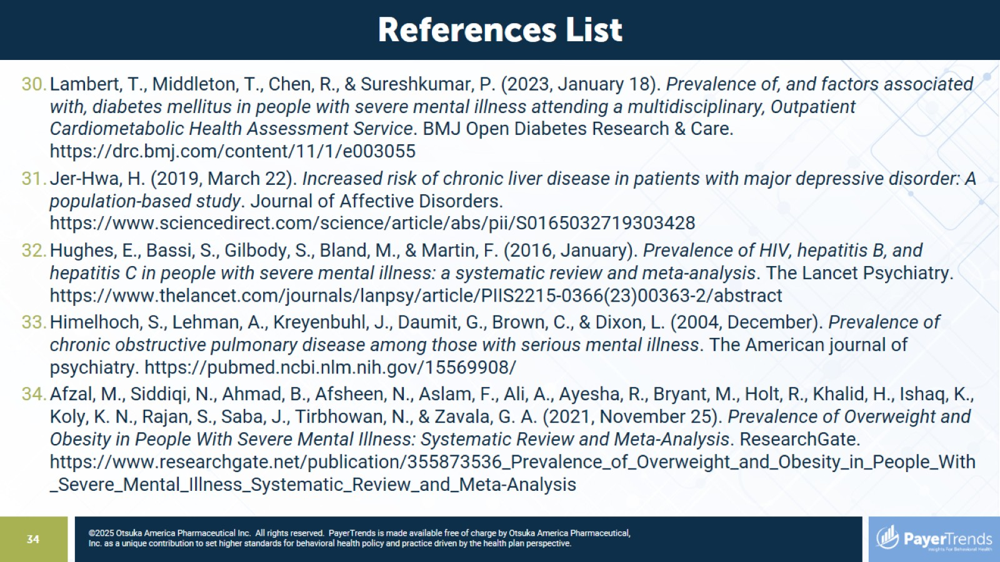 References List
30. Lambert, T., Middleton, T., Chen, R., & Sureshkumar, P. (2023, January 18). Prevalence of, and factors associated
with, diabetes mellitus in people with severe mental illness attending a multidisciplinary, Outpatient
Cardiometabolic Health Assessment Service. BMJ Open Diabetes Research & Care.
https://drc.bmj.com/content/11/1/e003055
31. Jer-Hwa, H. (2019, March 22). Increased risk of chronic liver disease in patients with major depressive disorder: A
population-based study. Journal of Affective Disorders.
https://www.sciencedirect.com/science/article/abs/pii/S0165032719303428
32. Hughes, E., Bassi, S., Gilbody, S., Bland, M., & Martin, F. (2016, January). Prevalence of HIV, hepatitis B, and
hepatitis C in people with severe mental illness: a systematic review and meta-analysis. The Lancet Psychiatry.
https://www.thelancet.com/journals/lanpsy/article/PIIS2215-0366(23)00363-2/abstract
33. Himelhoch, S., Lehman, A., Kreyenbuhl, J., Daumit, G., Brown, C., & Dixon, L. (2004, December). Prevalence of
chronic obstructive pulmonary disease among those with serious mental illness. The American journal of
psychiatry. https://pubmed.ncbi.nlm.nih.gov/15569908/
34. Afzal, M., Siddiqi, N., Ahmad, B., Afsheen, N., Aslam, F., Ali, A., Ayesha, R., Bryant, M., Holt, R., Khalid, H., Ishaq, K.,
Koly, K. N., Rajan, S., Saba, J., Tirbhowan, N., & Zavala, G. A. (2021, November 25). Prevalence of Overweight and
Obesity in People With Severe Mental Illness: Systematic Review and Meta-Analysis. ResearchGate.
https://www.researchgate.net/publication/355873536_Prevalence_of_Overweight_and_Obesity_in_People_With
_Severe_Mental_Illness_Systematic_Review_and_Meta-Analysis
34
©2025 Otsuka America Pharmaceutical Inc. All rights reserved. PayerTrends is made available free of charge by Otsuka America Pharmaceutical,
Inc. as a unique contribution to set higher standards for behavioral health policy and practice driven by the health plan perspective.
PayerTrends
Insights For Behavioral Health